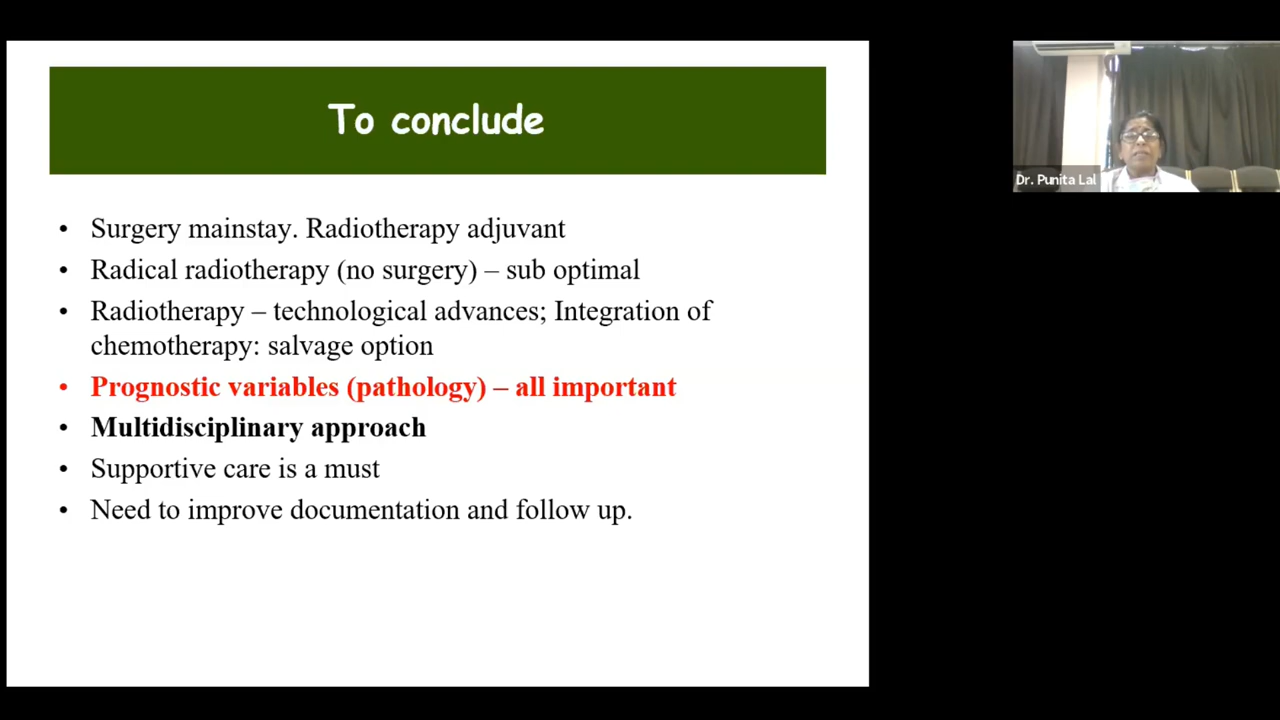 To conclude
• Surgery mainstay. Radiotherapy adjuvant
• Radical radiotherapy (no surgery) – sub optimal
• Radiotherapy – technological advances; Integration of
chemotherapy: salvage option
• Prognostic variables (pathology) – all important
• Multidisciplinary approach
• Supportive care is a must
• Need to improve documentation and follow up.
Dr. Punita Lal